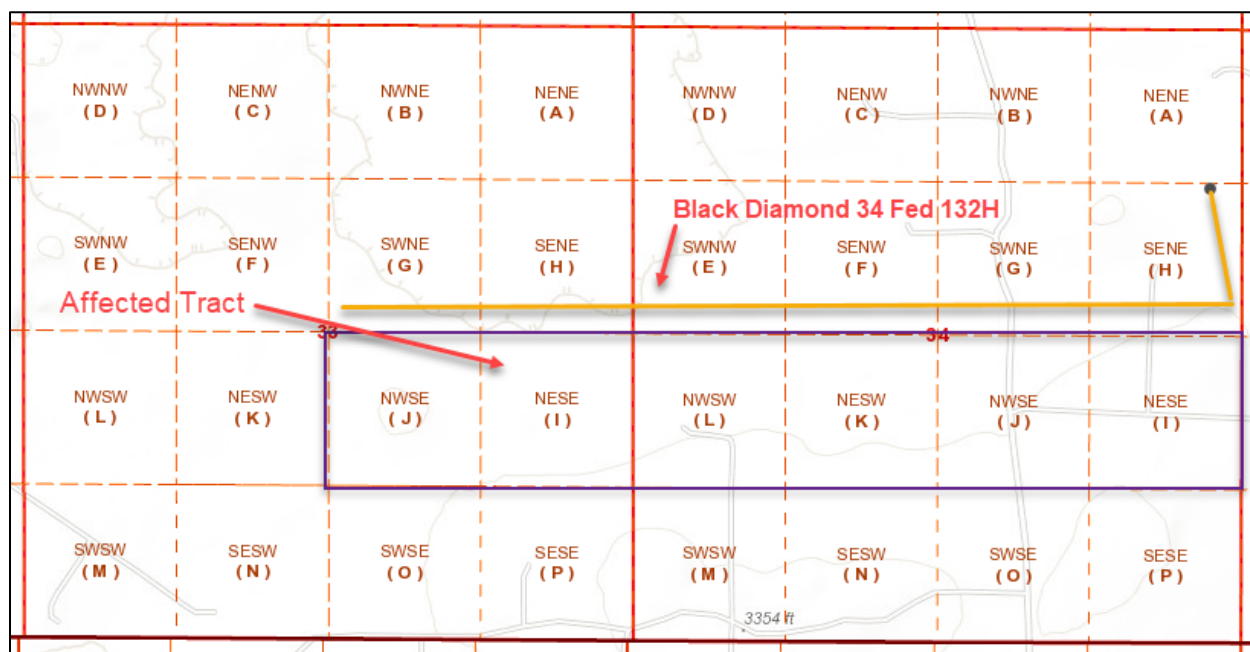 NWNW
(D)
NENW
(C)
NWNE
(B)
NENE
(A)
NWNW
(D)
NENW
(C)
NWNE
(B)
NENE
(A)
Black Diamond 34 Fed 132H
SWNW
(E)
SENW
(F)
SWNE
(G)
SENE
(H)
SWNW
(E)
SENW
(F)
SWNE
(G)
SENE
(H)
Affected Tract
33
34
NWSW
(L)
NESW
(K)
NWSE
(J)
NESE
(I)
NWSW
(L)
NESW
(K)
NWSE
(J)
NESE
(I)
SWSW
(M)
SESW
(N)
SWSE
(O)
SESE
(P)
SWSW
(M)
SESW
(N)
SWSE
(O)
SESE
(P)
3354 ft